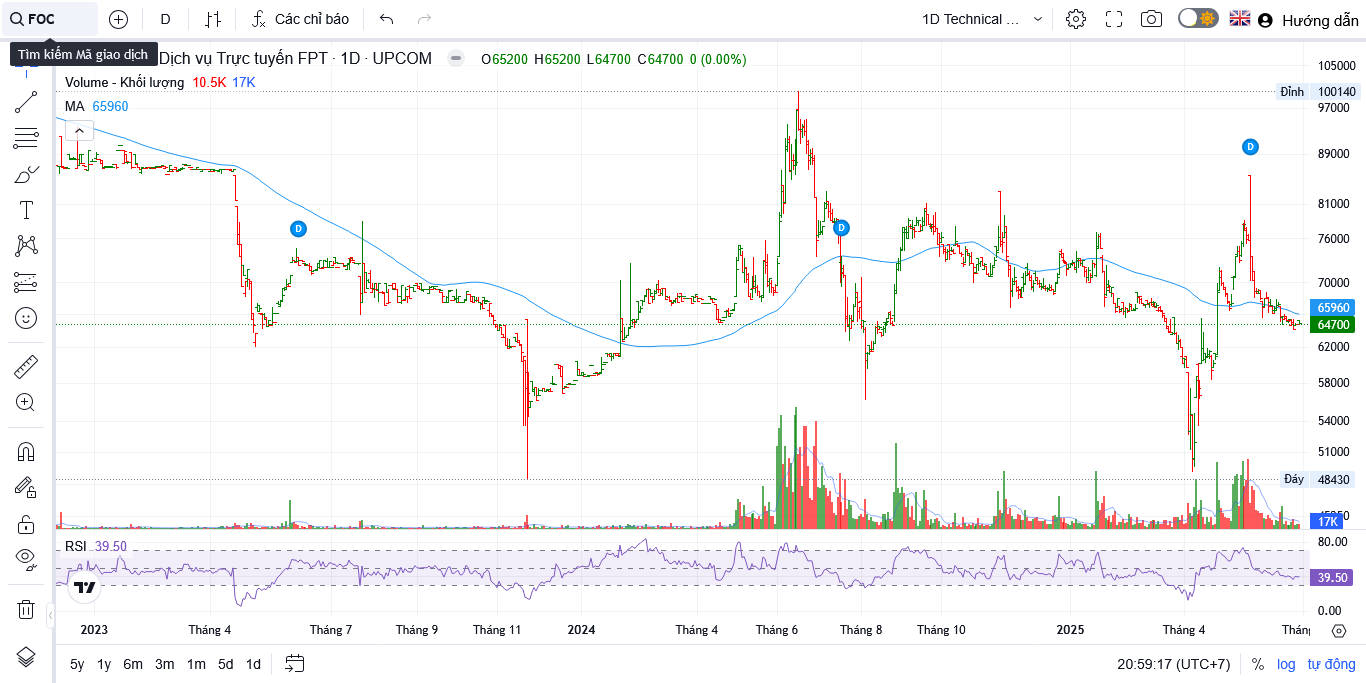 FOC
D
Các chỉ báo
1D Technical ...
Hướng dẫn
Tìm kiếm Mã giao dịch
Dịch vụ Trực tuyến FPT · 1D · UPCOM
O65200 H65200 L64700 C64700 0 (0.00%)
Volume - Khối lượng 10.5K 17K
MA 65960
105000
Đỉnh 100140
97000
89000
81000
76000
70000
65960
64700
62000
58000
54000
51000
Đáy 48430
17K
D
D
D
RSI 39.50
80.00
39.50
0.00
2023 Tháng 4 Tháng 7 Tháng 9 Tháng 11 2024 Tháng 4 Tháng 6 Tháng 8 Tháng 10 2025 Tháng 4 Thán
5y 1y 6m 3m 1m 5d 1d
20:59:17 (UTC+7) % log tự động